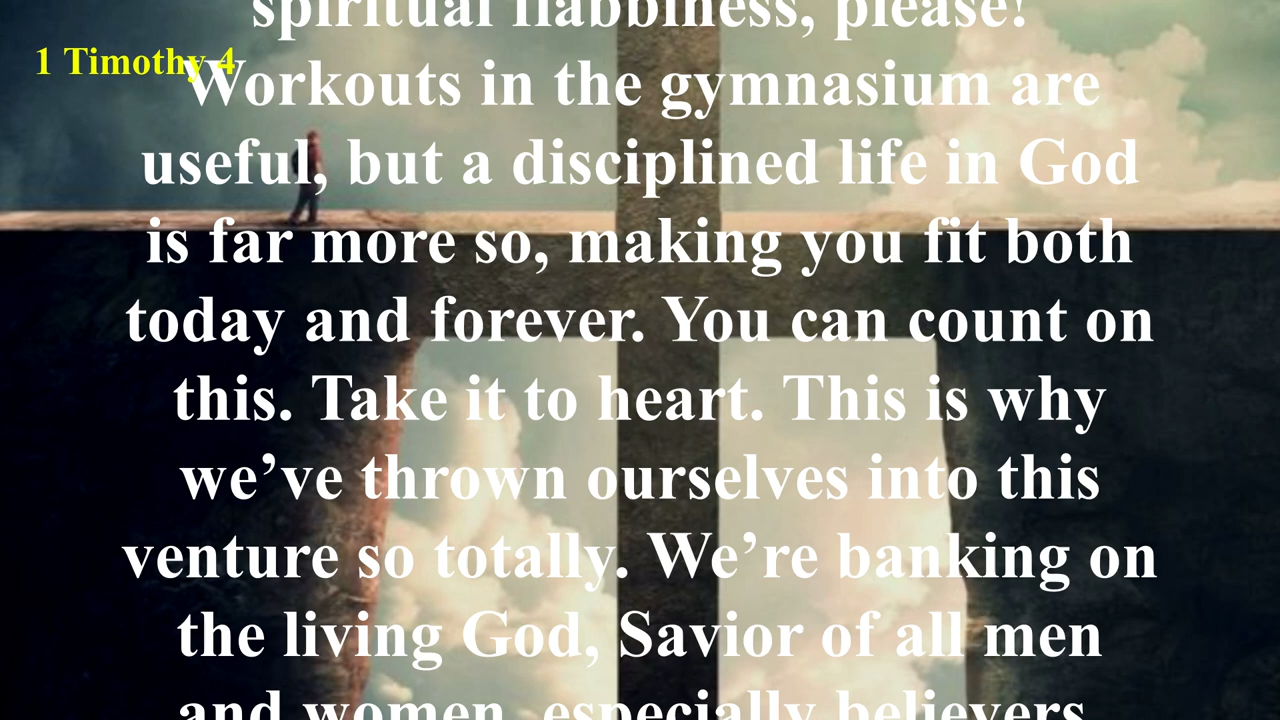 spiritual flabbiness, please!
1 Timothy 4
Workouts in the gymnasium are
useful, but a disciplined life in God
is far more so, making you fit both
today and forever. You can count on
this. Take it to heart. This is why
we’ve thrown ourselves into this
venture so totally. We’re banking on
the living God, Savior of all men
and women, especially believers.